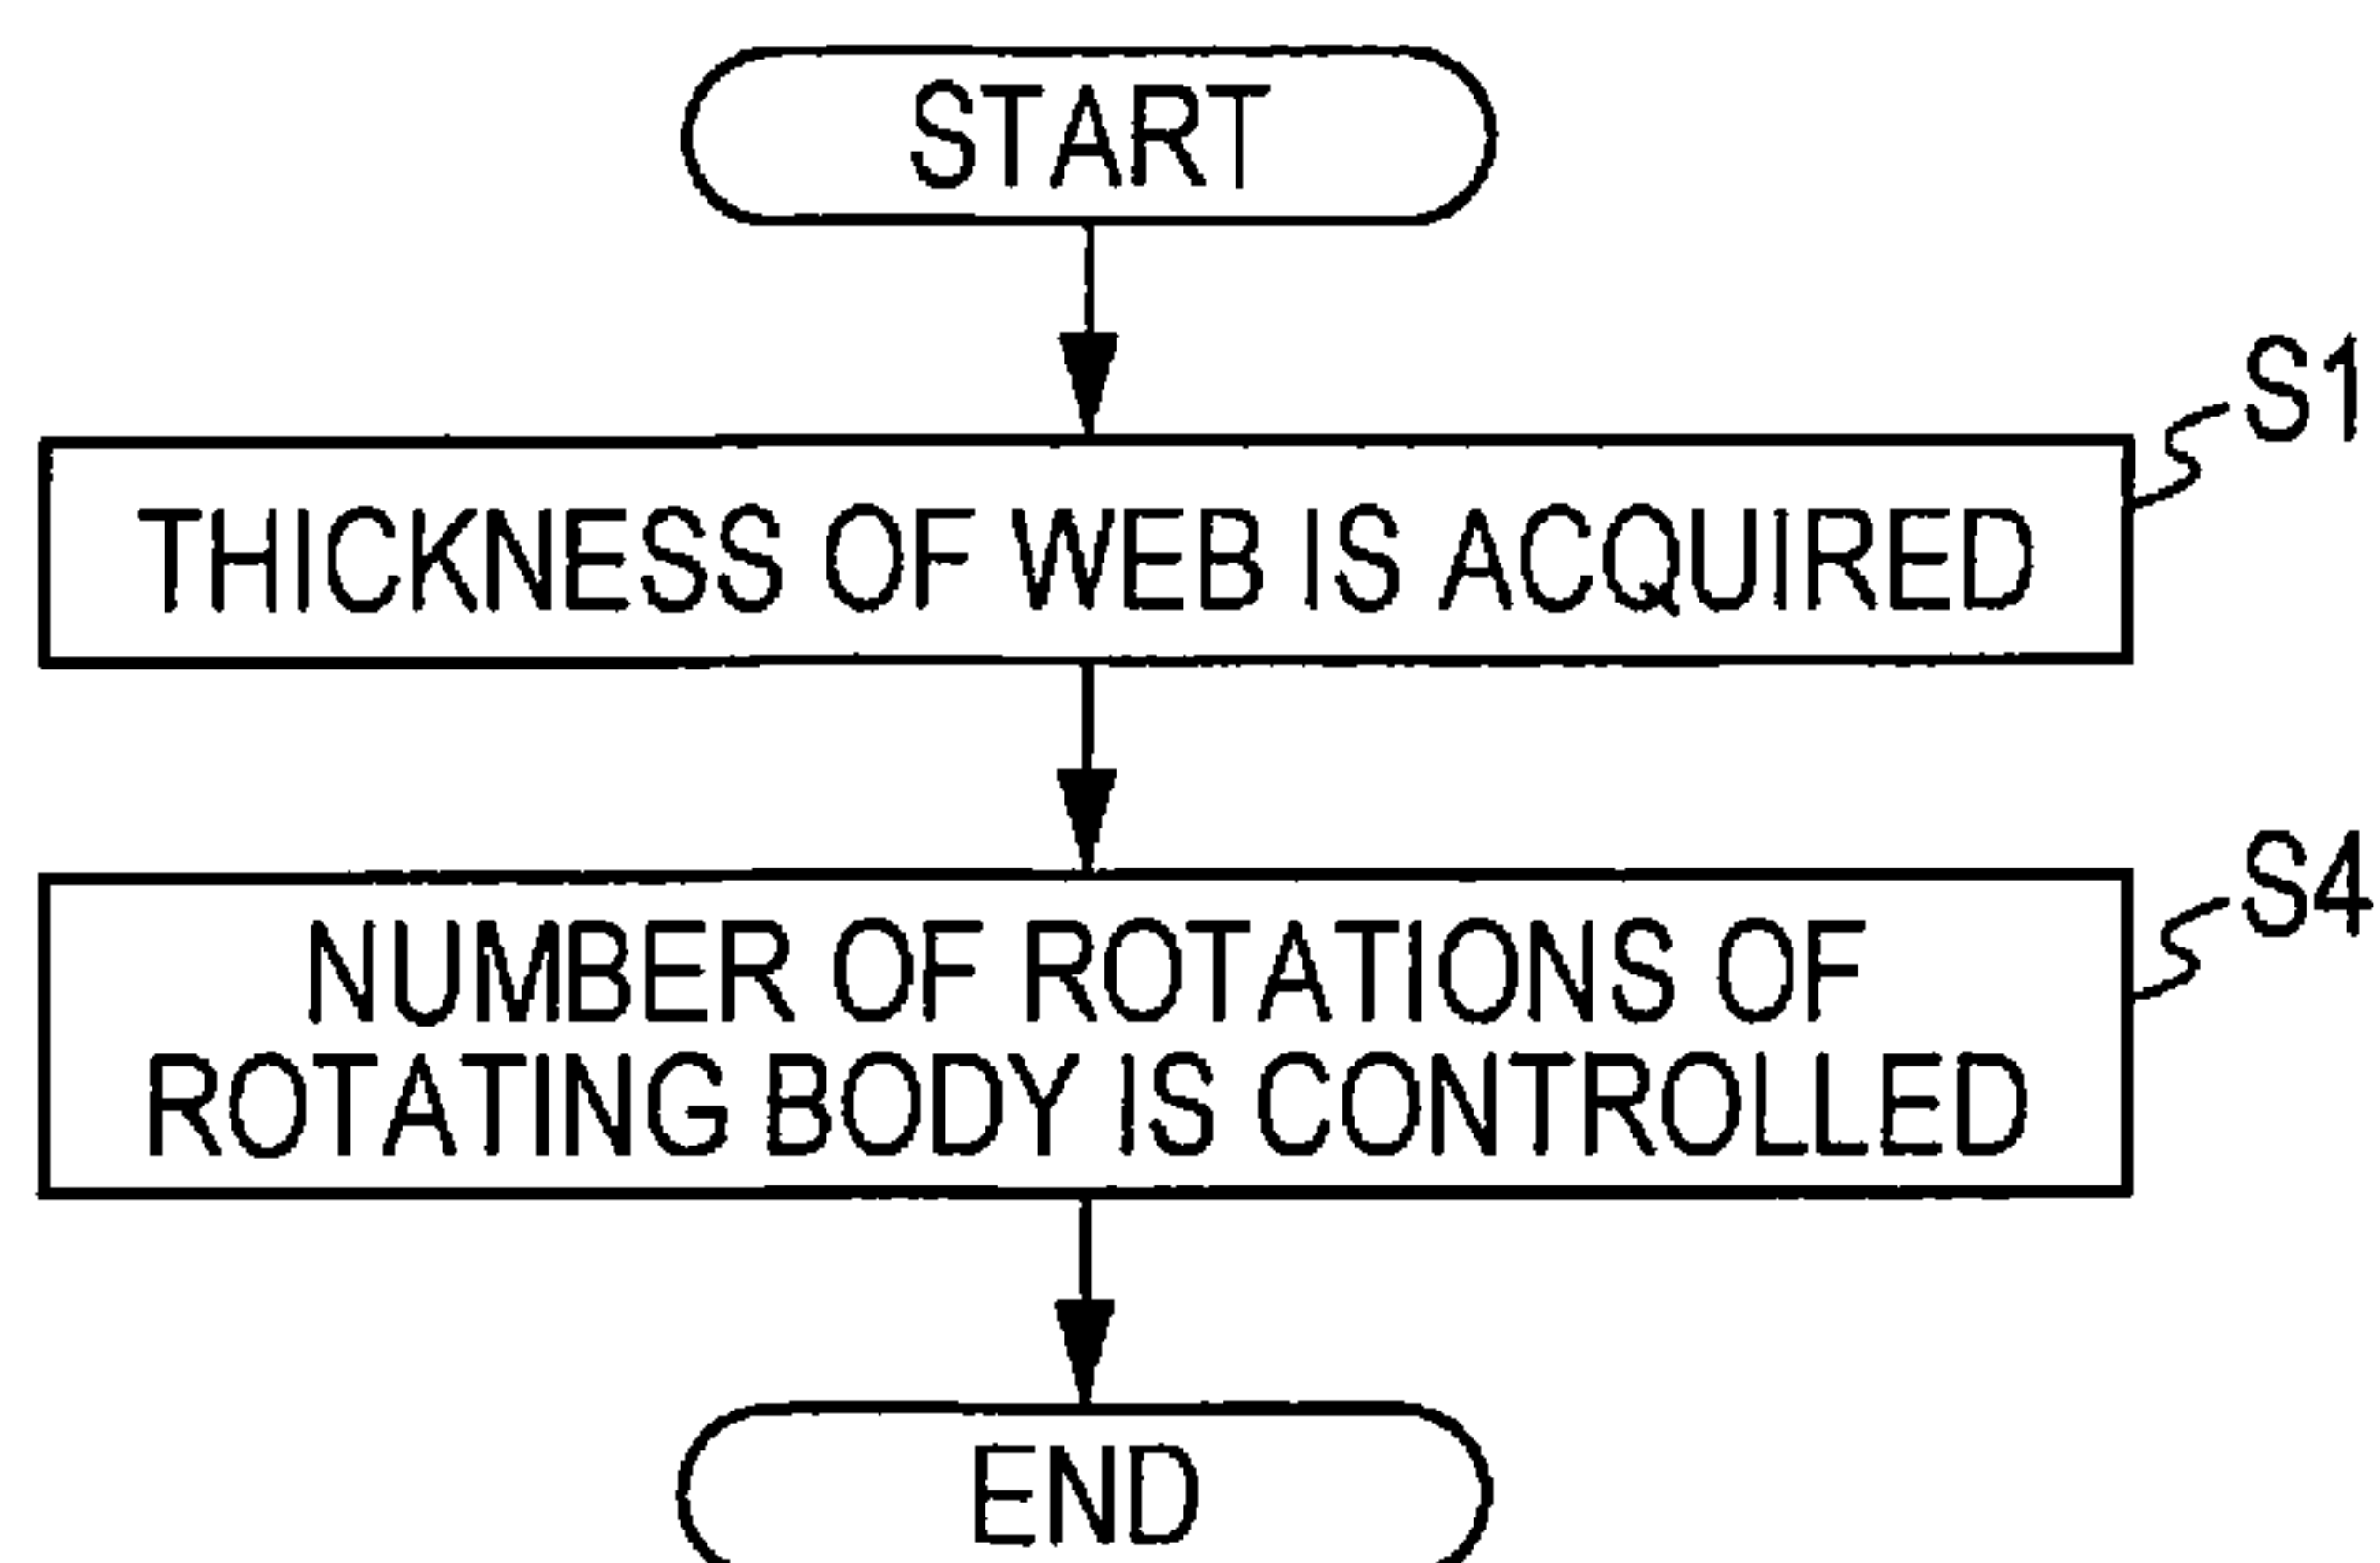 START
S1
THICKNESS OF WEB IS ACQUIRED
S4
NUMBER OF ROTATIONS OF
ROTATING BODY IS CONTROLLED
END